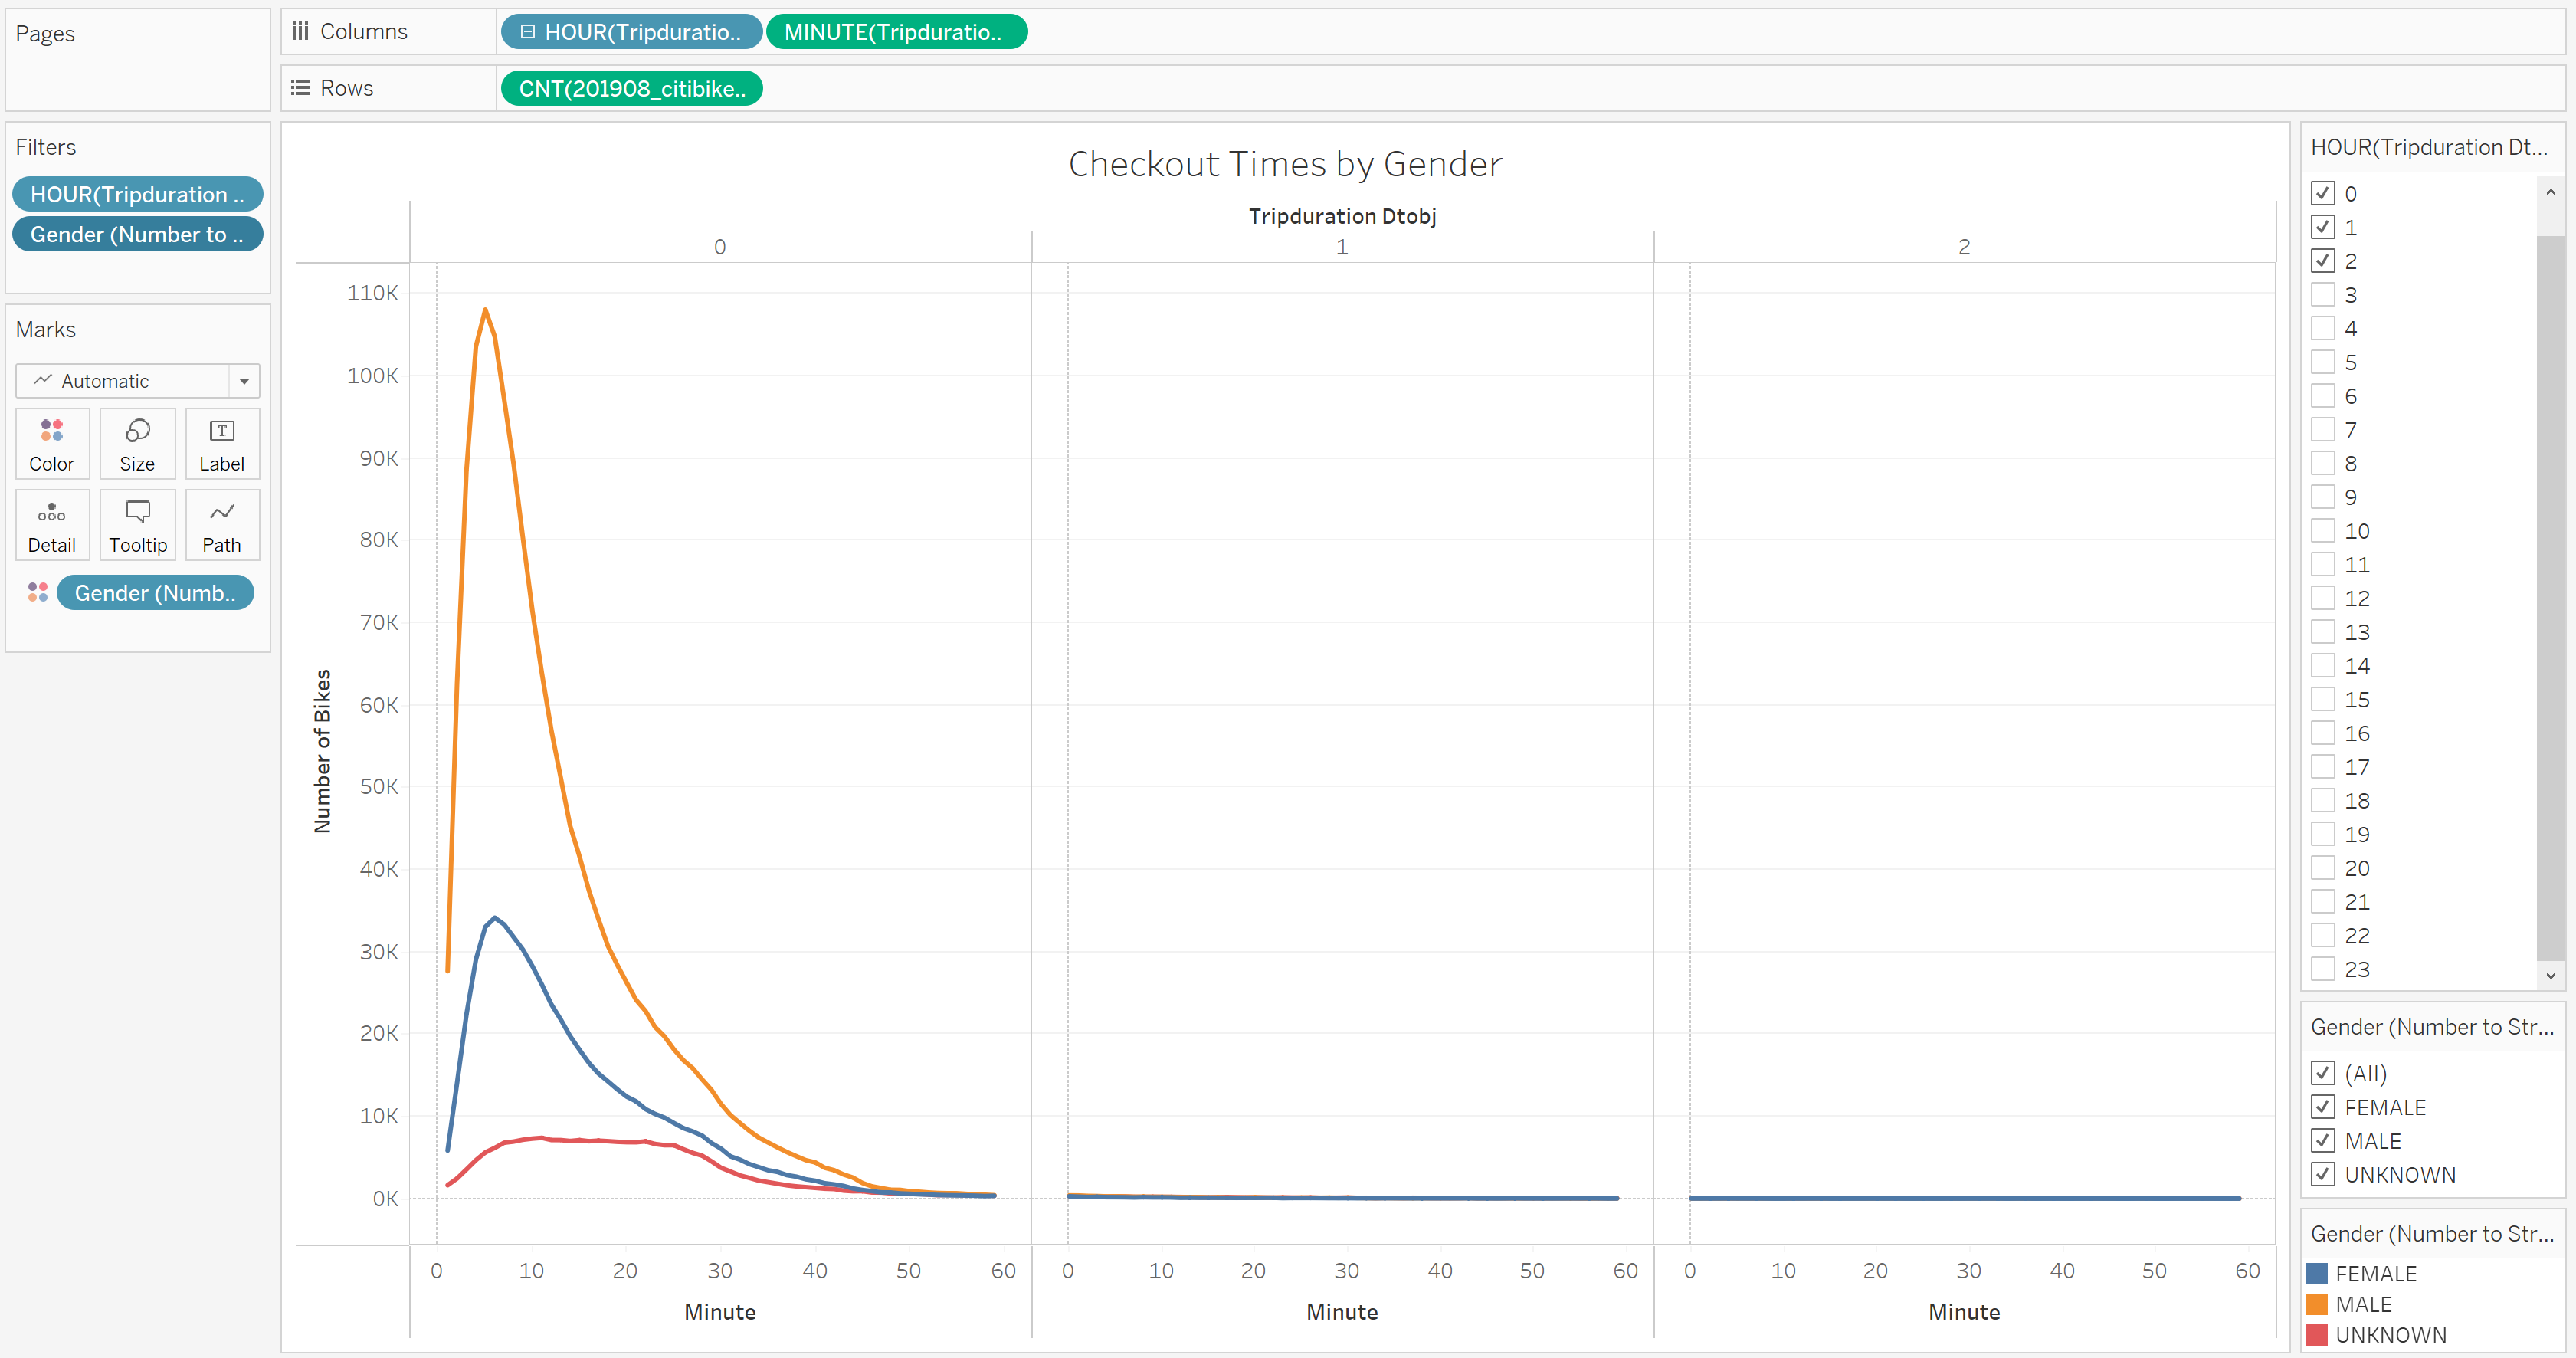 Pages
Columns
HOUR(Tripduratio..
MINUTE(Tripduratio..
Rows
CNT(201908_citibike..
Filters
HOUR(Tripduration ..
Gender (Number to ..
Marks
Automatic
Color
Size
Label
Detail
Tooltip
Path
Gender (Numb..
Checkout Times by Gender
Tripduration Dtobj
0
1
2
Number of Bikes
110K
100K
90K
80K
70K
60K
50K
40K
30K
20K
10K
0K
0 10 20 30 40 50 60
0 10 20 30 40 50 60
0 10 20 30 40 50 60
Minute
Minute
Minute
HOUR(Tripduration Dt...
0
1
2
3
4
5
6
7
8
9
10
11
12
13
14
15
16
17
18
19
20
21
22
23
Gender (Number to Str...
(All)
FEMALE
MALE
UNKNOWN
Gender (Number to Str...
FEMALE
MALE
UNKNOWN